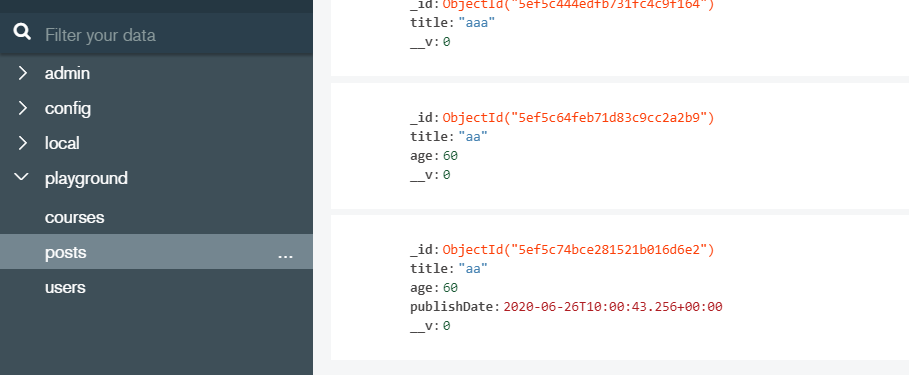 Filter your data
admin
config
local
playground
courses
posts ...
users
_id: ObjectId("5ef5c444edfb731fc4c9f164")
title: "aaa"
__v: 0
_id: ObjectId("5ef5c64feb71d83c9cc2a2b9")
title: "aa"
age: 60
__v: 0
_id: ObjectId("5ef5c74bce281521b016d6e2")
title: "aa"
age: 60
publishDate: 2020-06-26T10:00:43.256+00:00
__v: 0